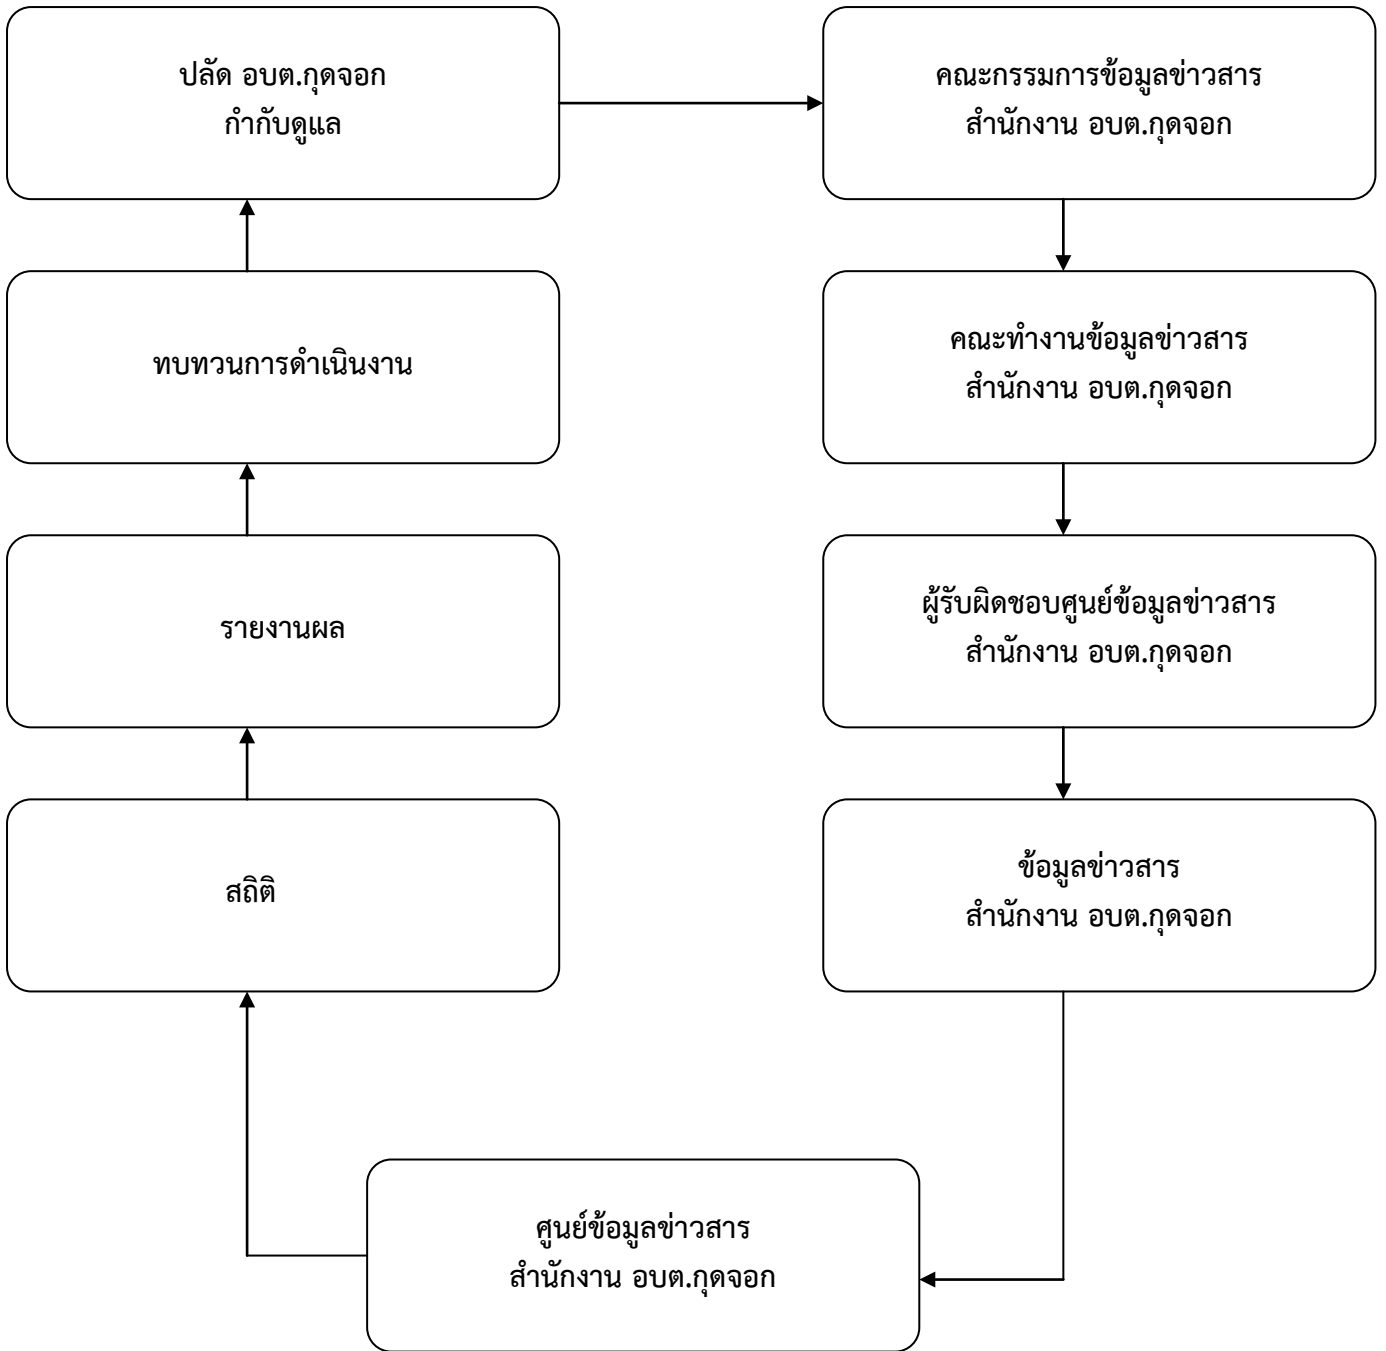 ปลัด อบต.กุดจอก
กำกับดูแล
คณะกรรมการข้อมูลข่าวสาร
สำนักงาน อบต.กุดจอก
ทบทวนการดำเนินงาน
คณะทำงานข้อมูลข่าวสาร
สำนักงาน อบต.กุดจอก
รายงานผล
ผู้รับผิดชอบศูนย์ข้อมูลข่าวสาร
สำนักงาน อบต.กุดจอก
สถิติ
ข้อมูลข่าวสาร
สำนักงาน อบต.กุดจอก
ศูนย์ข้อมูลข่าวสาร
สำนักงาน อบต.กุดจอก